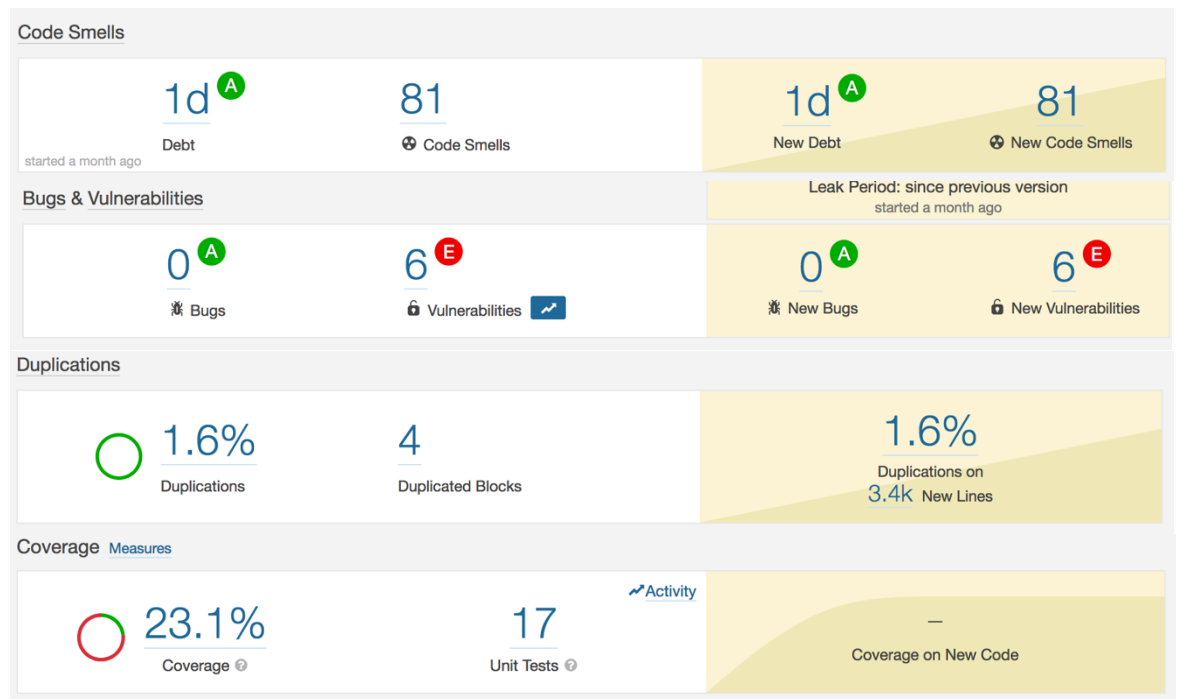 Code Smells
1d A
81
1d A
81
Debt
Code Smells
New Debt
New Code Smells
started a month ago
Bugs & Vulnerabilities
Leak Period: since previous version
started a month ago
0 A
6 E
0 A
6 E
Bugs
Vulnerabilities
New Bugs
New Vulnerabilities
Duplications
1.6%
4
1.6%
Duplications
Duplicated Blocks
Duplications on
3.4k New Lines
Coverage Measures
Activity
23.1%
17
—
Coverage ?
Unit Tests ?
Coverage on New Code